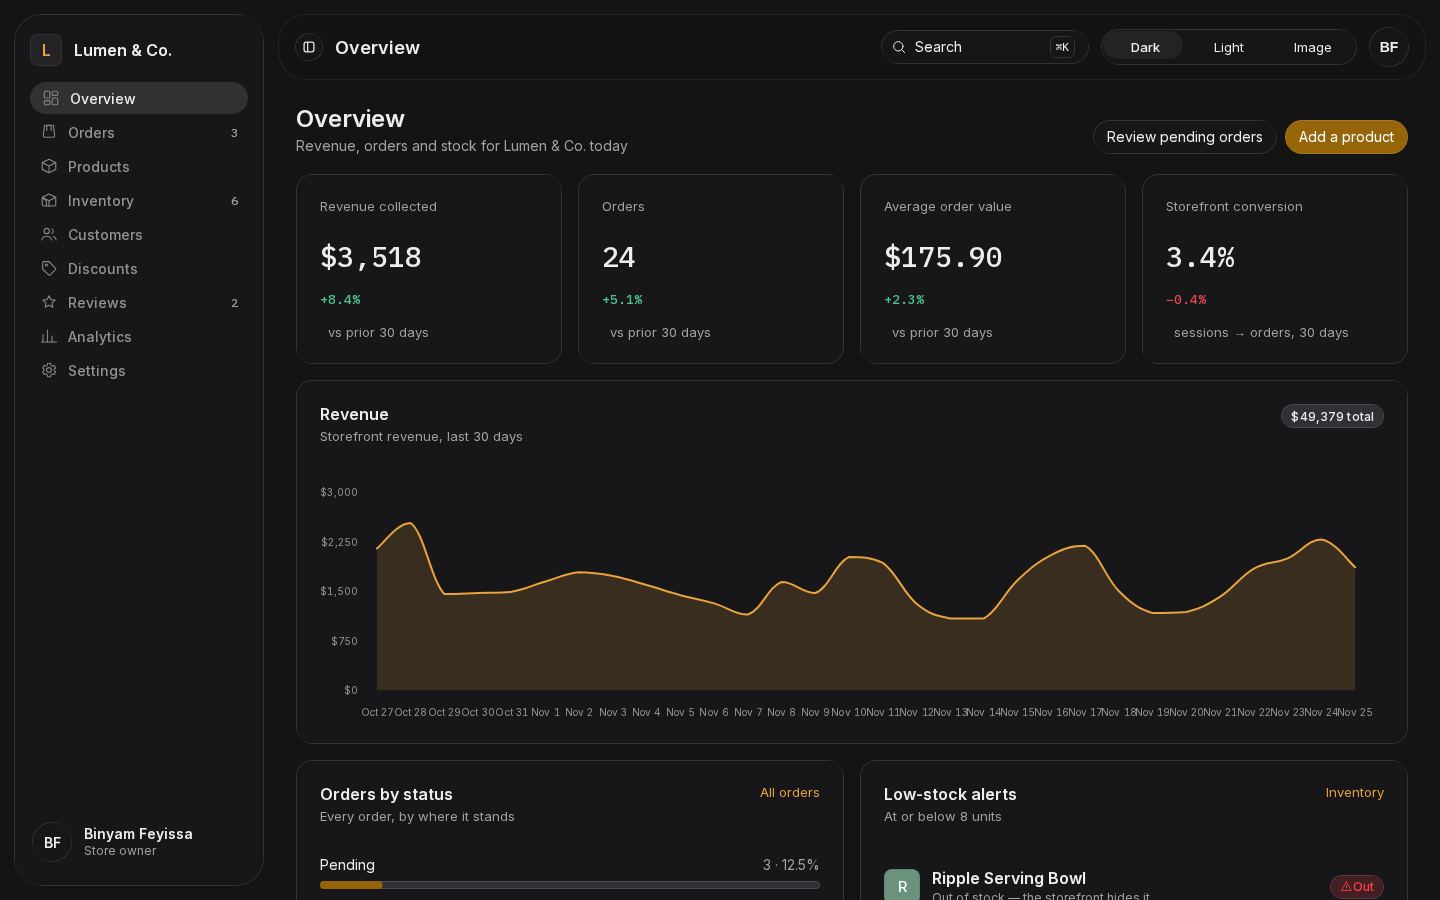 L
Lumen & Co.
Overview
Orders 3
Products
Inventory 6
Customers
Discounts
Reviews 2
Analytics
Settings
BF
Binyam Feyissa
Store owner
Overview
Search ⌘K
Dark Light Image
BF
Overview
Revenue, orders and stock for Lumen & Co. today
Review pending orders
Add a product
Revenue collected
$3,518
+8.4%
vs prior 30 days
Orders
24
+5.1%
vs prior 30 days
Average order value
$175.90
+2.3%
vs prior 30 days
Storefront conversion
3.4%
−0.4%
sessions → orders, 30 days
Revenue
Storefront revenue, last 30 days
$49,379 total
$3,000
$2,250
$1,500
$750
$0
Oct 27 Oct 28 Oct 29 Oct 30 Oct 31 Nov 1 Nov 2 Nov 3 Nov 4 Nov 5 Nov 6 Nov 7 Nov 8 Nov 9 Nov 10 Nov 11 Nov 12 Nov 13 Nov 14 Nov 15 Nov 16 Nov 17 Nov 18 Nov 19 Nov 20 Nov 21 Nov 22 Nov 23 Nov 24 Nov 25
Orders by status
All orders
Every order, by where it stands
Pending 3 · 12.5%
Low-stock alerts
Inventory
At or below 8 units
R
Ripple Serving Bowl
Out of stock — the storefront hides it
Out